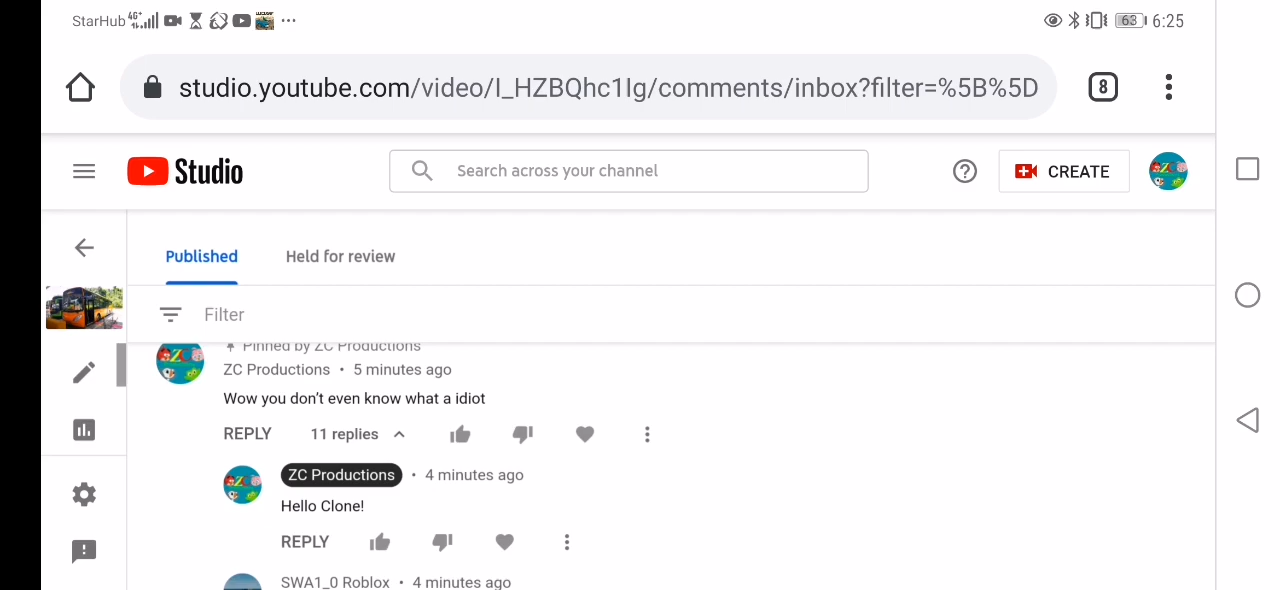 StarHub 4G+ 63 6:25
studio.youtube.com/video/I_HZBQhc1Ig/comments/inbox?filter=%5B%5D 8
Studio Search across your channel CREATE
Published Held for review
Filter
Pinned by ZC Productions
ZC Productions • 5 minutes ago
Wow you don't even know what a idiot
REPLY 11 replies
ZC Productions • 4 minutes ago
Hello Clone!
REPLY
SWA1_0 Roblox • 4 minutes ago